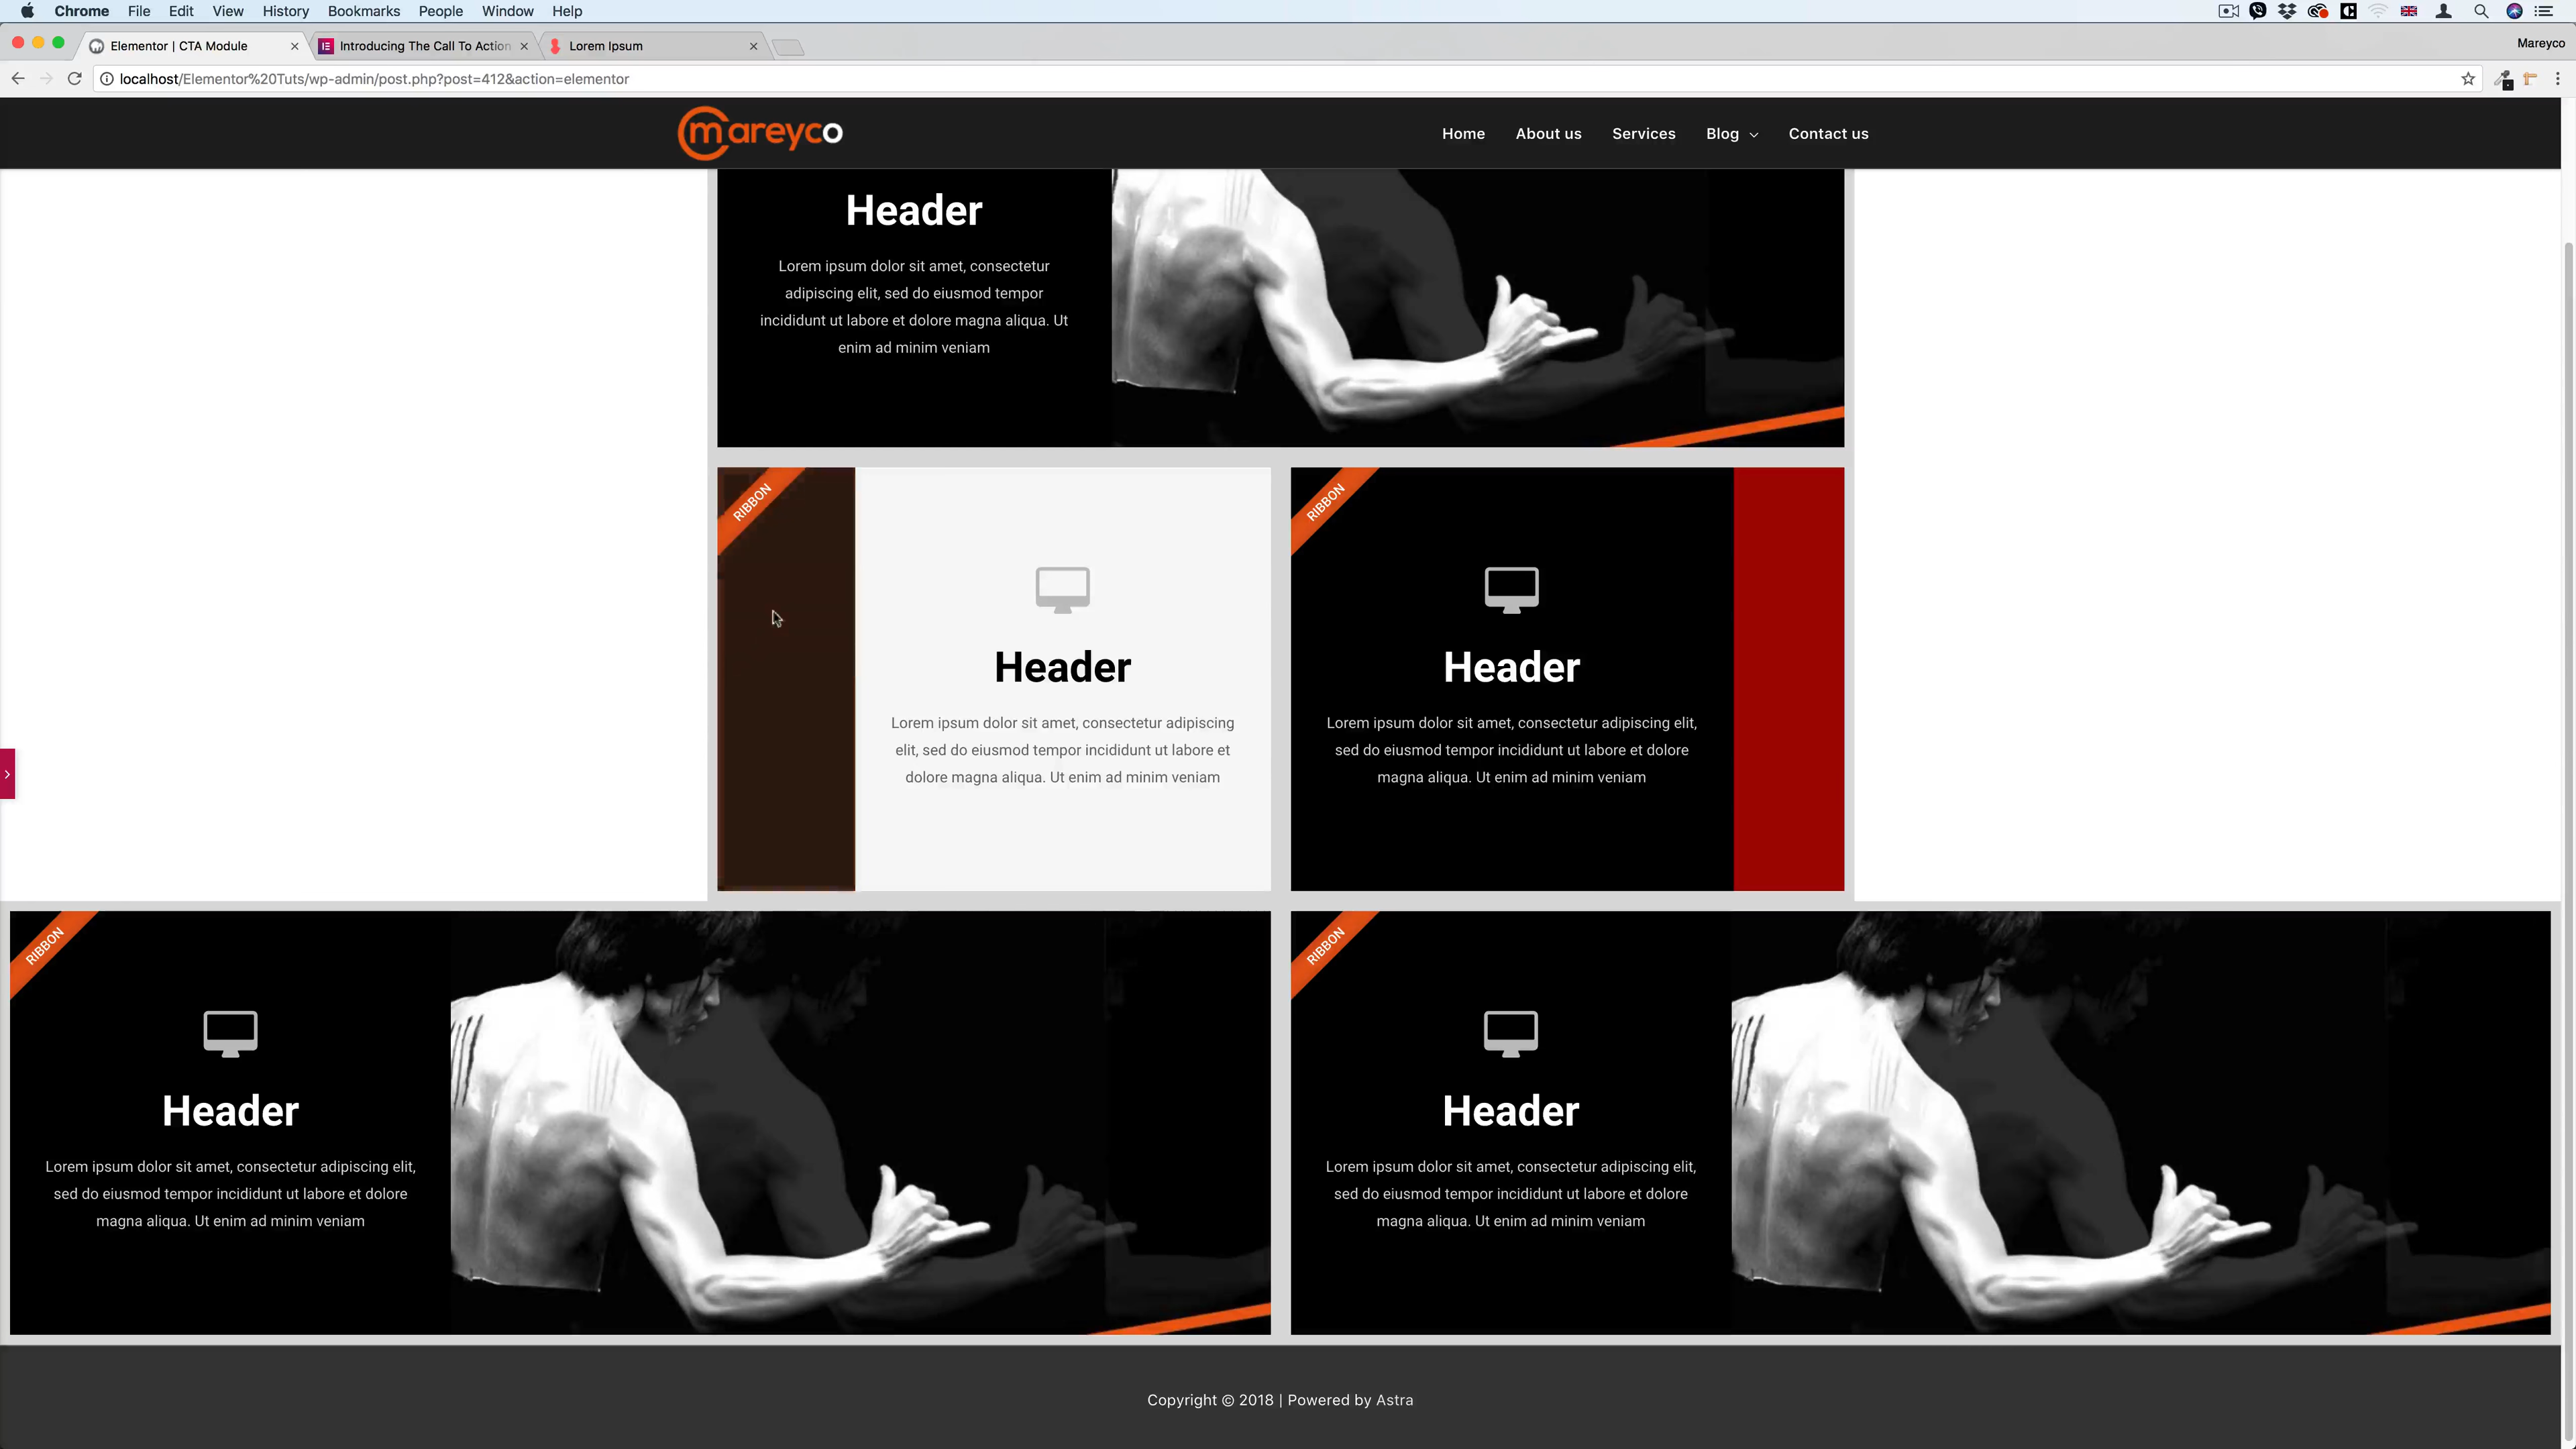 Chrome File Edit View History Bookmarks People Window Help
Elementor | CTA Module
Introducing The Call To Action
Lorem Ipsum
Mareyco
localhost/Elementor%20Tuts/wp-admin/post.php?post=412&action=elementor
mareyco
Home About us Services Blog Contact us
Header
Lorem ipsum dolor sit amet, consectetur
adipiscing elit, sed do eiusmod tempor
incididunt ut labore et dolore magna aliqua. Ut
enim ad minim veniam
RIBBON
Header
Lorem ipsum dolor sit amet, consectetur adipiscing
elit, sed do eiusmod tempor incididunt ut labore et
dolore magna aliqua. Ut enim ad minim veniam
RIBBON
Header
Lorem ipsum dolor sit amet, consectetur adipiscing elit,
sed do eiusmod tempor incididunt ut labore et dolore
magna aliqua. Ut enim ad minim veniam
RIBBON
Header
Lorem ipsum dolor sit amet, consectetur adipiscing elit,
sed do eiusmod tempor incididunt ut labore et dolore
magna aliqua. Ut enim ad minim veniam
RIBBON
Header
Lorem ipsum dolor sit amet, consectetur adipiscing elit,
sed do eiusmod tempor incididunt ut labore et dolore
magna aliqua. Ut enim ad minim veniam
Copyright © 2018 | Powered by Astra